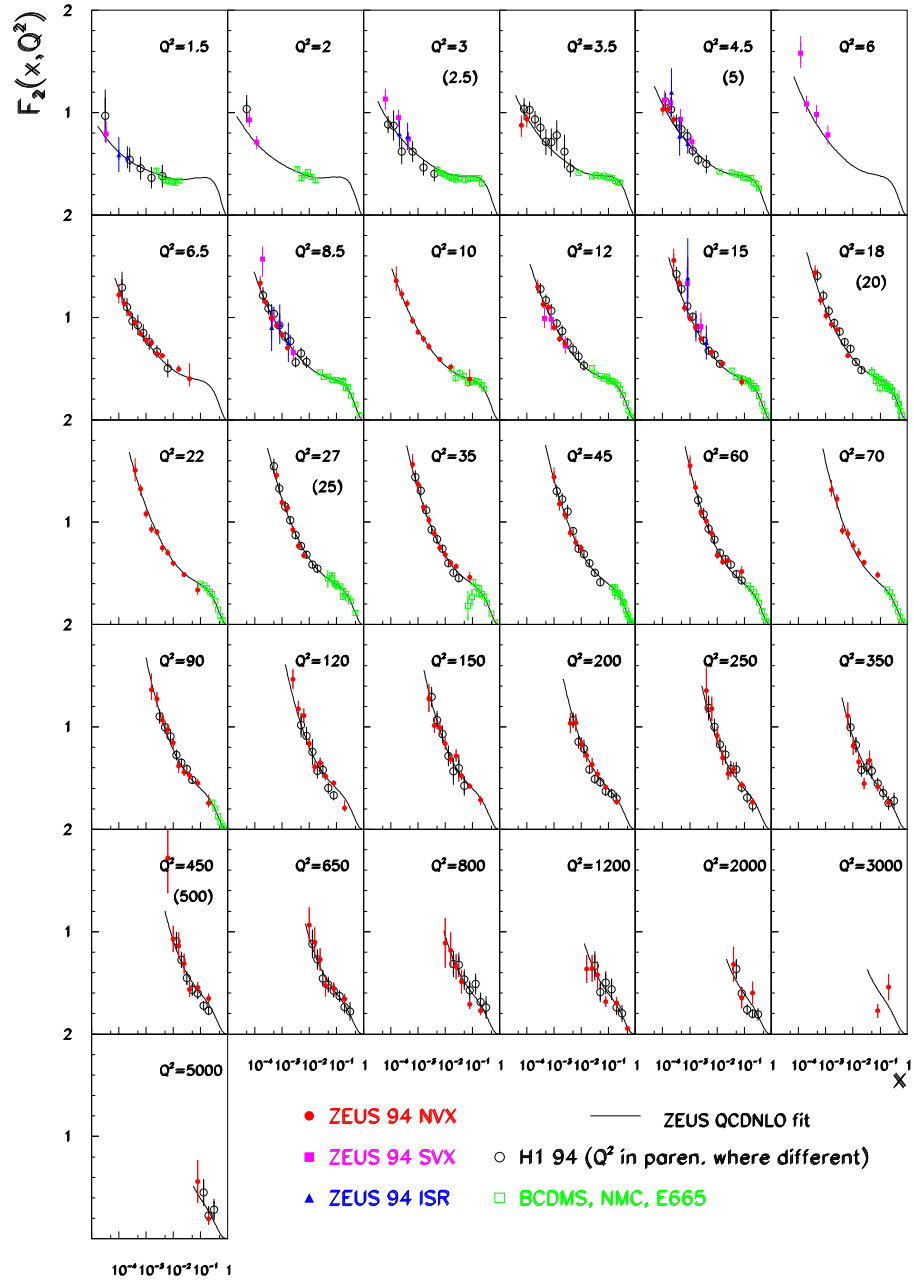 F₂(x,Q²)
2
Q²=1.5
Q²=2
Q²=3
(2.5)
Q²=3.5
Q²=4.5
(5)
Q²=6
1
2
Q²=6.5
Q²=8.5
Q²=10
Q²=12
Q²=15
Q²=18
(20)
1
2
Q²=22
Q²=27
(25)
Q²=35
Q²=45
Q²=60
Q²=70
1
2
Q²=90
Q²=120
Q²=150
Q²=200
Q²=250
Q²=350
1
2
Q²=450
(500)
Q²=650
Q²=800
Q²=1200
Q²=2000
Q²=3000
1
2
Q²=5000
10⁻⁴ 10⁻³ 10⁻² 10⁻¹ 1
10⁻⁴ 10⁻³ 10⁻² 10⁻¹ 1
10⁻⁴ 10⁻³ 10⁻² 10⁻¹ 1
10⁻⁴ 10⁻³ 10⁻² 10⁻¹ 1
10⁻⁴ 10⁻³ 10⁻² 10⁻¹ 1
x
ZEUS 94 NVX
ZEUS QCDNLO fit
1
ZEUS 94 SVX
H1 94 (Q² in paren. where different)
ZEUS 94 ISR
BCDMS, NMC, E665
10⁻⁴ 10⁻³ 10⁻² 10⁻¹ 1